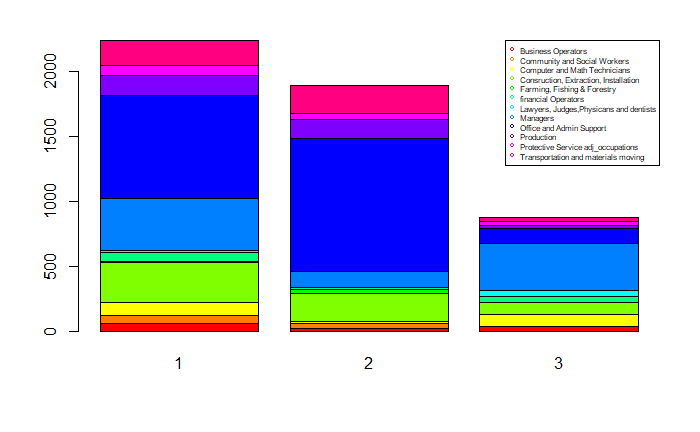 2000
1500
1000
500
0
1
2
3
Business Operators
Community and Social Workers
Computer and Math Technicians
Consruction, Extraction, Installation
Farming, Fishing & Forestry
financial Operators
Lawyers, Judges,Physicans and dentists
Managers
Office and Admin Support
Production
Protective Service adj_occupations
Transportation and materials moving